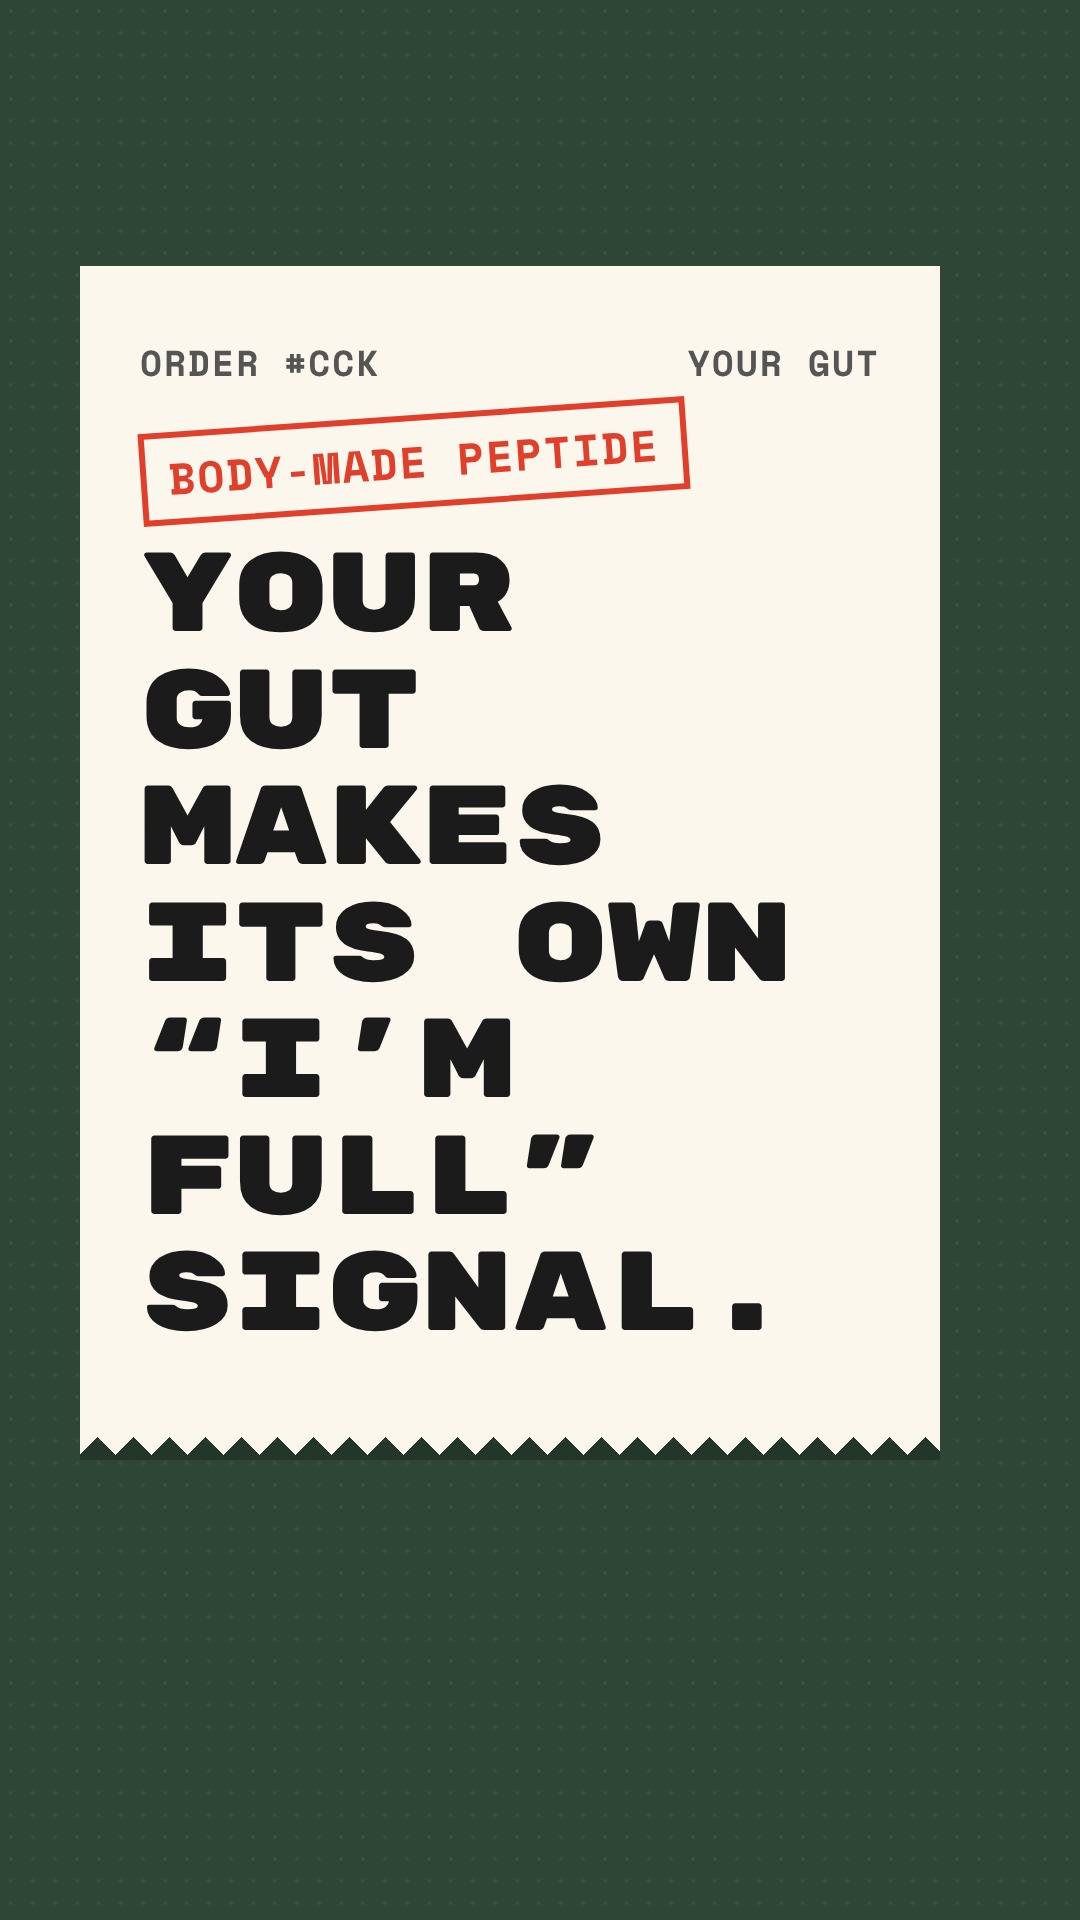 ORDER #CCK YOUR GUT
BODY-MADE PEPTIDE
YOUR
GUT
MAKES
ITS OWN
“I’M
FULL”
SIGNAL.